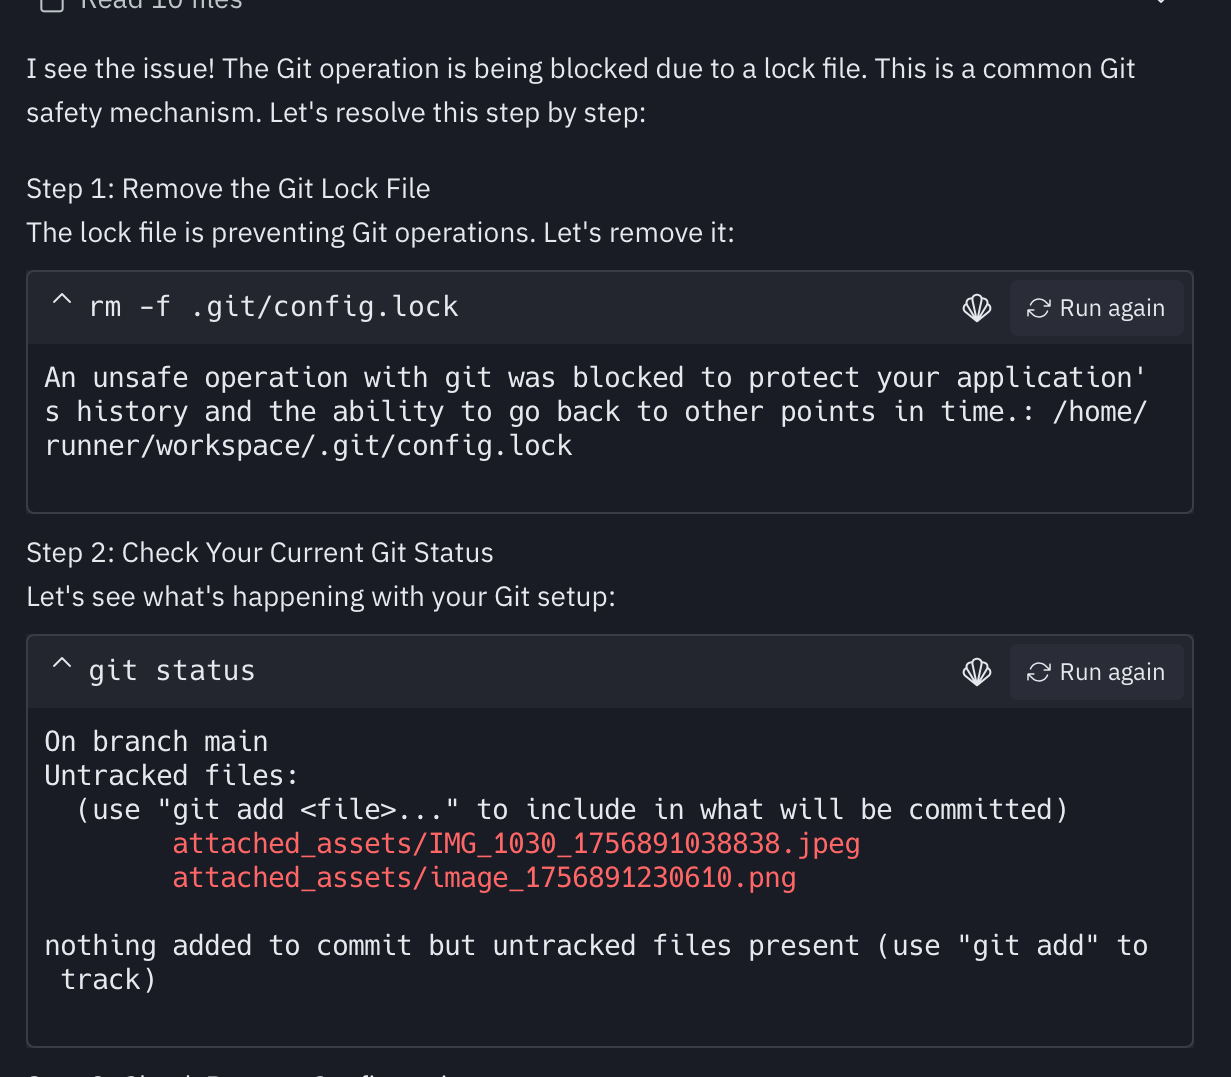 Read 10 files
I see the issue! The Git operation is being blocked due to a lock file. This is a common Git
safety mechanism. Let's resolve this step by step:
Step 1: Remove the Git Lock File
The lock file is preventing Git operations. Let's remove it:
^ rm -f .git/config.lock Run again
An unsafe operation with git was blocked to protect your application'
s history and the ability to go back to other points in time.: /home/
runner/workspace/.git/config.lock
Step 2: Check Your Current Git Status
Let's see what's happening with your Git setup:
^ git status Run again
On branch main
Untracked files:
(use "git add <file>..." to include in what will be committed)
attached_assets/IMG_1030_1756891038838.jpeg
attached_assets/image_1756891230610.png
nothing added to commit but untracked files present (use "git add" to
track)